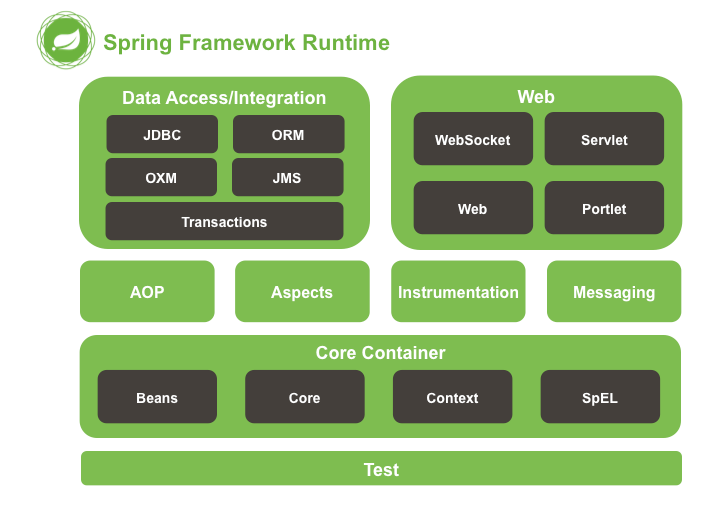 Spring Framework Runtime
Data Access/Integration
JDBC
ORM
OXM
JMS
Transactions
Web
WebSocket
Servlet
Web
Portlet
AOP
Aspects
Instrumentation
Messaging
Core Container
Beans
Core
Context
SpEL
Test